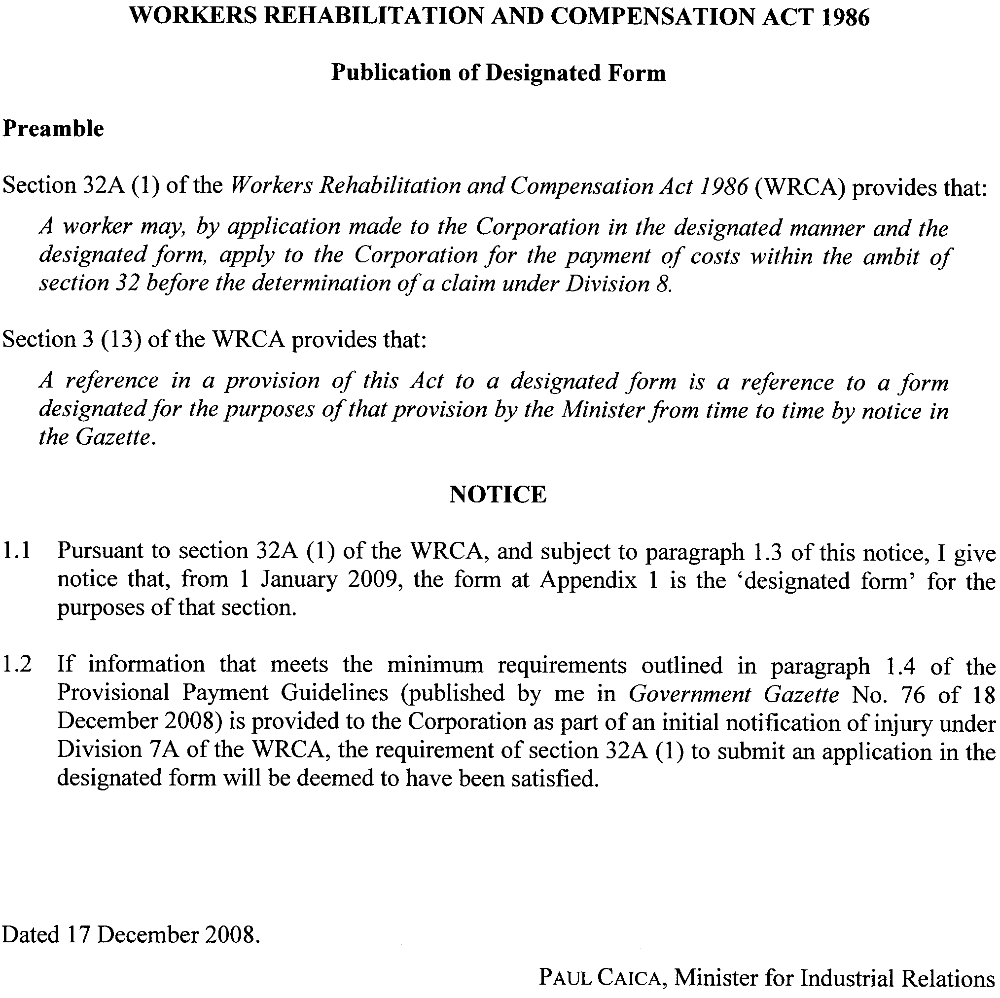 WORKERS REHABILITATION AND COMPENSATION ACT 1986
Publication of Designated Form
Preamble
Section 32A (1) of the Workers Rehabilitation and Compensation Act 1986 (WRCA) provides that:
A worker may, by application made to the Corporation in the designated manner and the
designated form, apply to the Corporation for the payment of costs within the ambit of
section 32 before the determination of a claim under Division 8.
Section 3 (13) of the WRCA provides that:
A reference in a provision of this Act to a designated form is a reference to a form
designated for the purposes of that provision by the Minister from time to time by notice in
the Gazette.
NOTICE
1.1 Pursuant to section 32A (1) of the WRCA, and subject to paragraph 1.3 of this notice, I give
notice that, from 1 January 2009, the form at Appendix 1 is the ‘designated form’ for the
purposes of that section.
1.2 If information that meets the minimum requirements outlined in paragraph 1.4 of the
Provisional Payment Guidelines (published by me in Government Gazette No. 76 of 18
December 2008) is provided to the Corporation as part of an initial notification of injury under
Division 7A of the WRCA, the requirement of section 32A (1) to submit an application in the
designated form will be deemed to have been satisfied.
Dated 17 December 2008.
PAUL CAICA, Minister for Industrial Relations